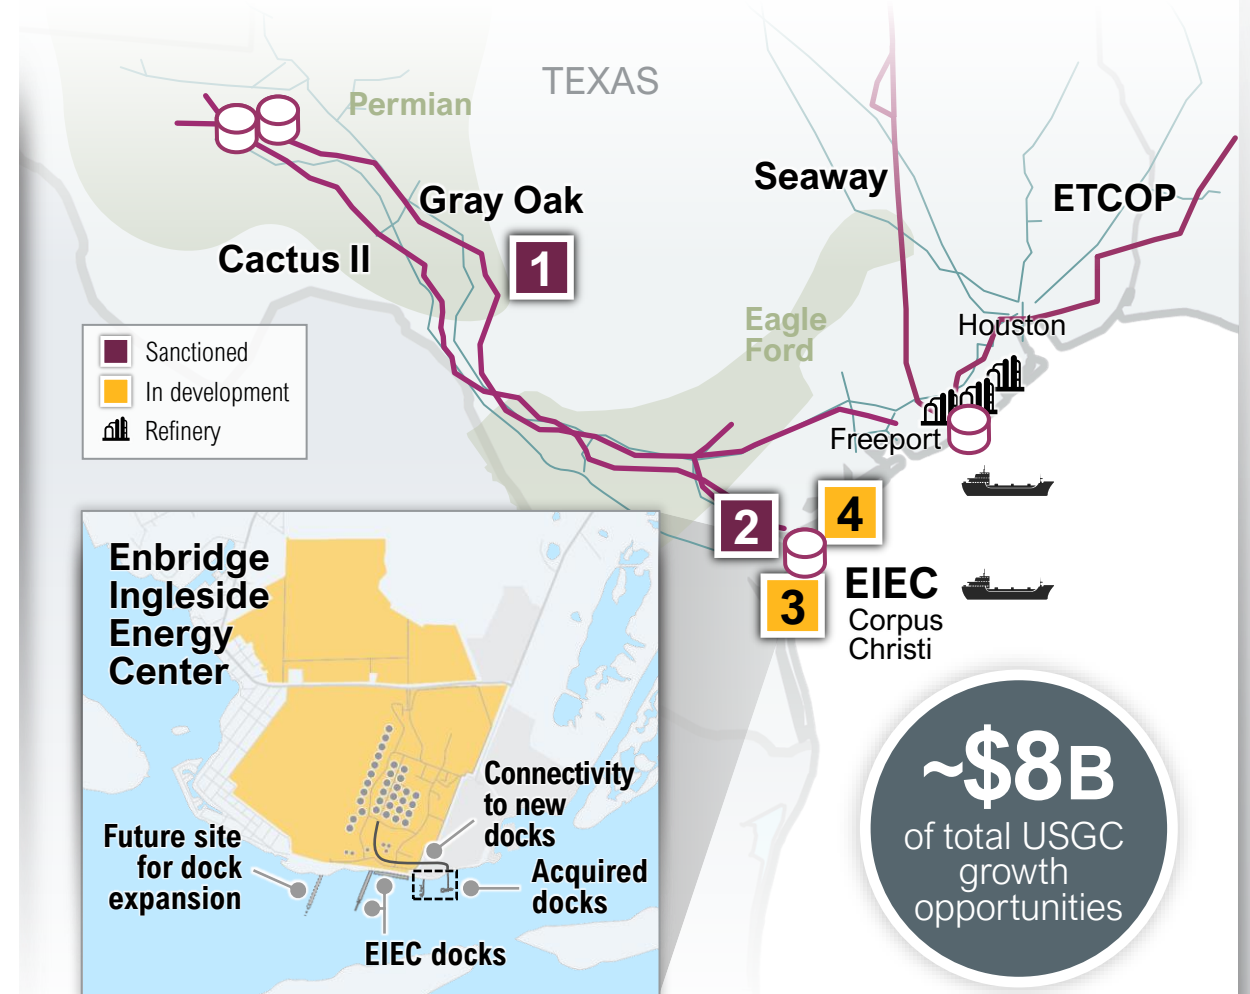 TEXAS
Permian
Seaway
ETCOP
Gray Oak
Cactus II
1
Eagle
Ford
Houston
Sanctioned
In development
Refinery
Freeport
2
4
3
EIEC
Corpus
Christi
Enbridge
Ingleside
Energy
Center
Connectivity
to new
docks
Future site
for dock
expansion
Acquired
docks
EIEC docks
~$8B
of total USGC
growth
opportunities